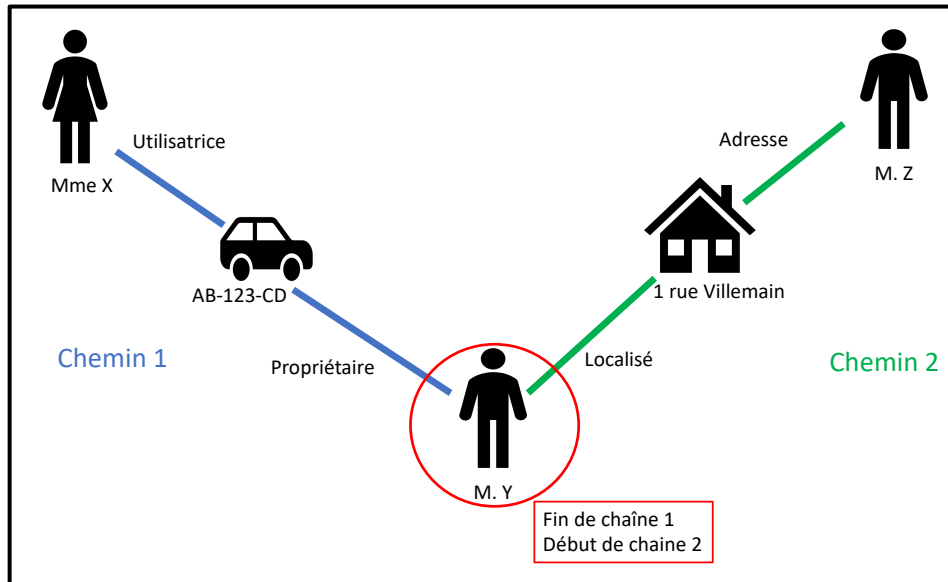 Utilisatrice
Adresse
Mme X
M. Z
AB-123-CD
1 rue Villemain
Chemin 1
Propriétaire
Localisé
Chemin 2
M. Y
Fin de chaîne 1
Début de chaine 2